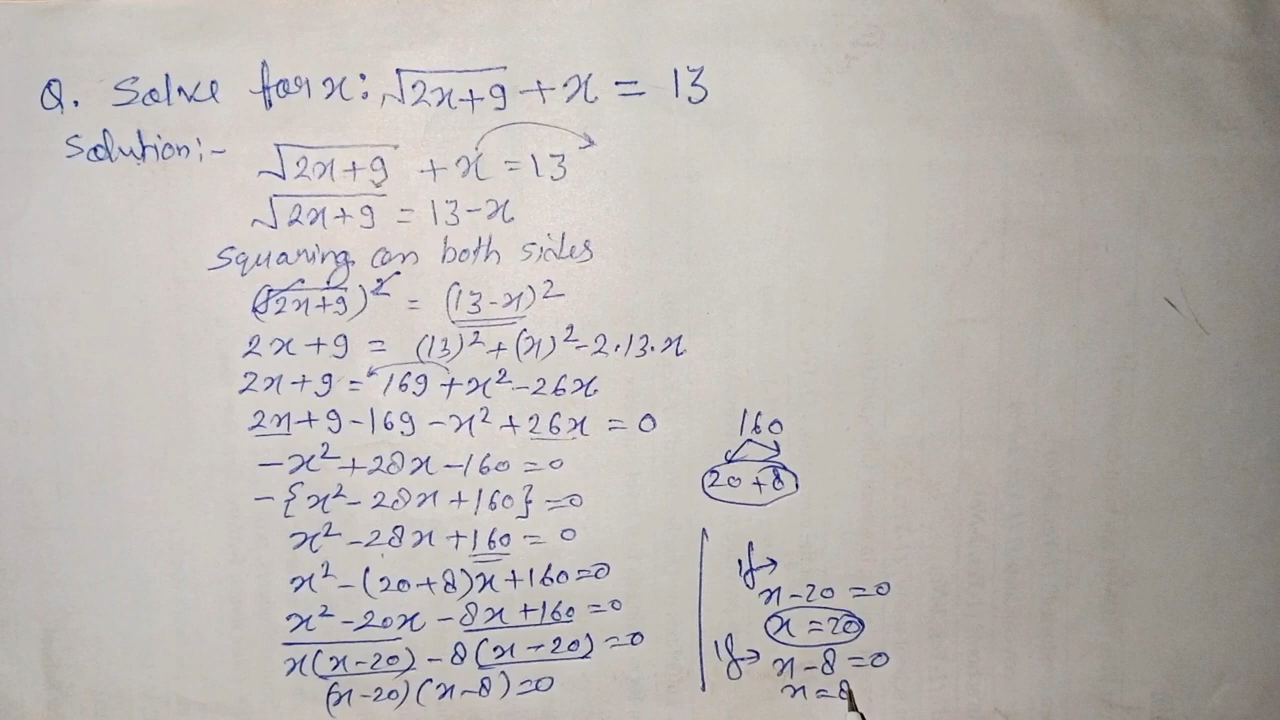 Q. Solve for x: √2x+9 + x = 13
Solution:-
√2x+9 + x = 13
√2x+9 = 13-x
Squaring on both sides
(√2x+9)² = (13-x)²
2x+9 = (13)²+(x)²-2·13·x
2x+9 = 169+x²-26x
2x+9-169-x²+26x = 0
-x²+28x-160=0
-{x²-28x+160}=0
x²-28x+160 = 0
x²-(20+8)x+160=0
x²-20x-8x+160=0
x(x-20)-8(x-20)=0
(x-20)(x-8)=0
160
20+8
if→
x-20=0
x=20
if→ x-8=0
x=8